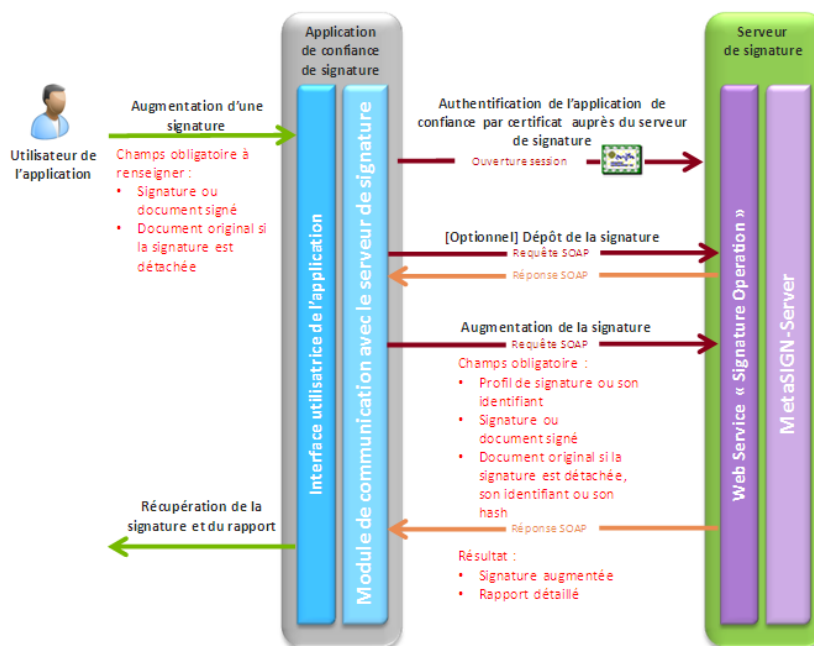 Application
de confiance
de signature
Serveur
de signature
Utilisateur de
l'application
Augmentation d'une
signature
Champs obligatoire à
renseigner :
• Signature ou
document signé
• Document original si
la signature est
détachée
Interface utilisatrice de l'application
Module de communication avec le serveur de signature
Authentification de l'application de
confiance par certificat auprès du serveur
de signature
Ouverture session
[Optionnel] Dépôt de la signature
Requête SOAP
Réponse SOAP
Augmentation de la signature
Requête SOAP
Champs obligatoire :
• Profil de signature ou son
identifiant
• Signature ou
document signé
• Document original si la
signature est détachée,
son identifiant ou son
hash
Réponse SOAP
Résultat :
• Signature augmentée
• Rapport détaillé
Récupération de la
signature et du rapport
Web Service « Signature Operation »
MetaSIGN-Server